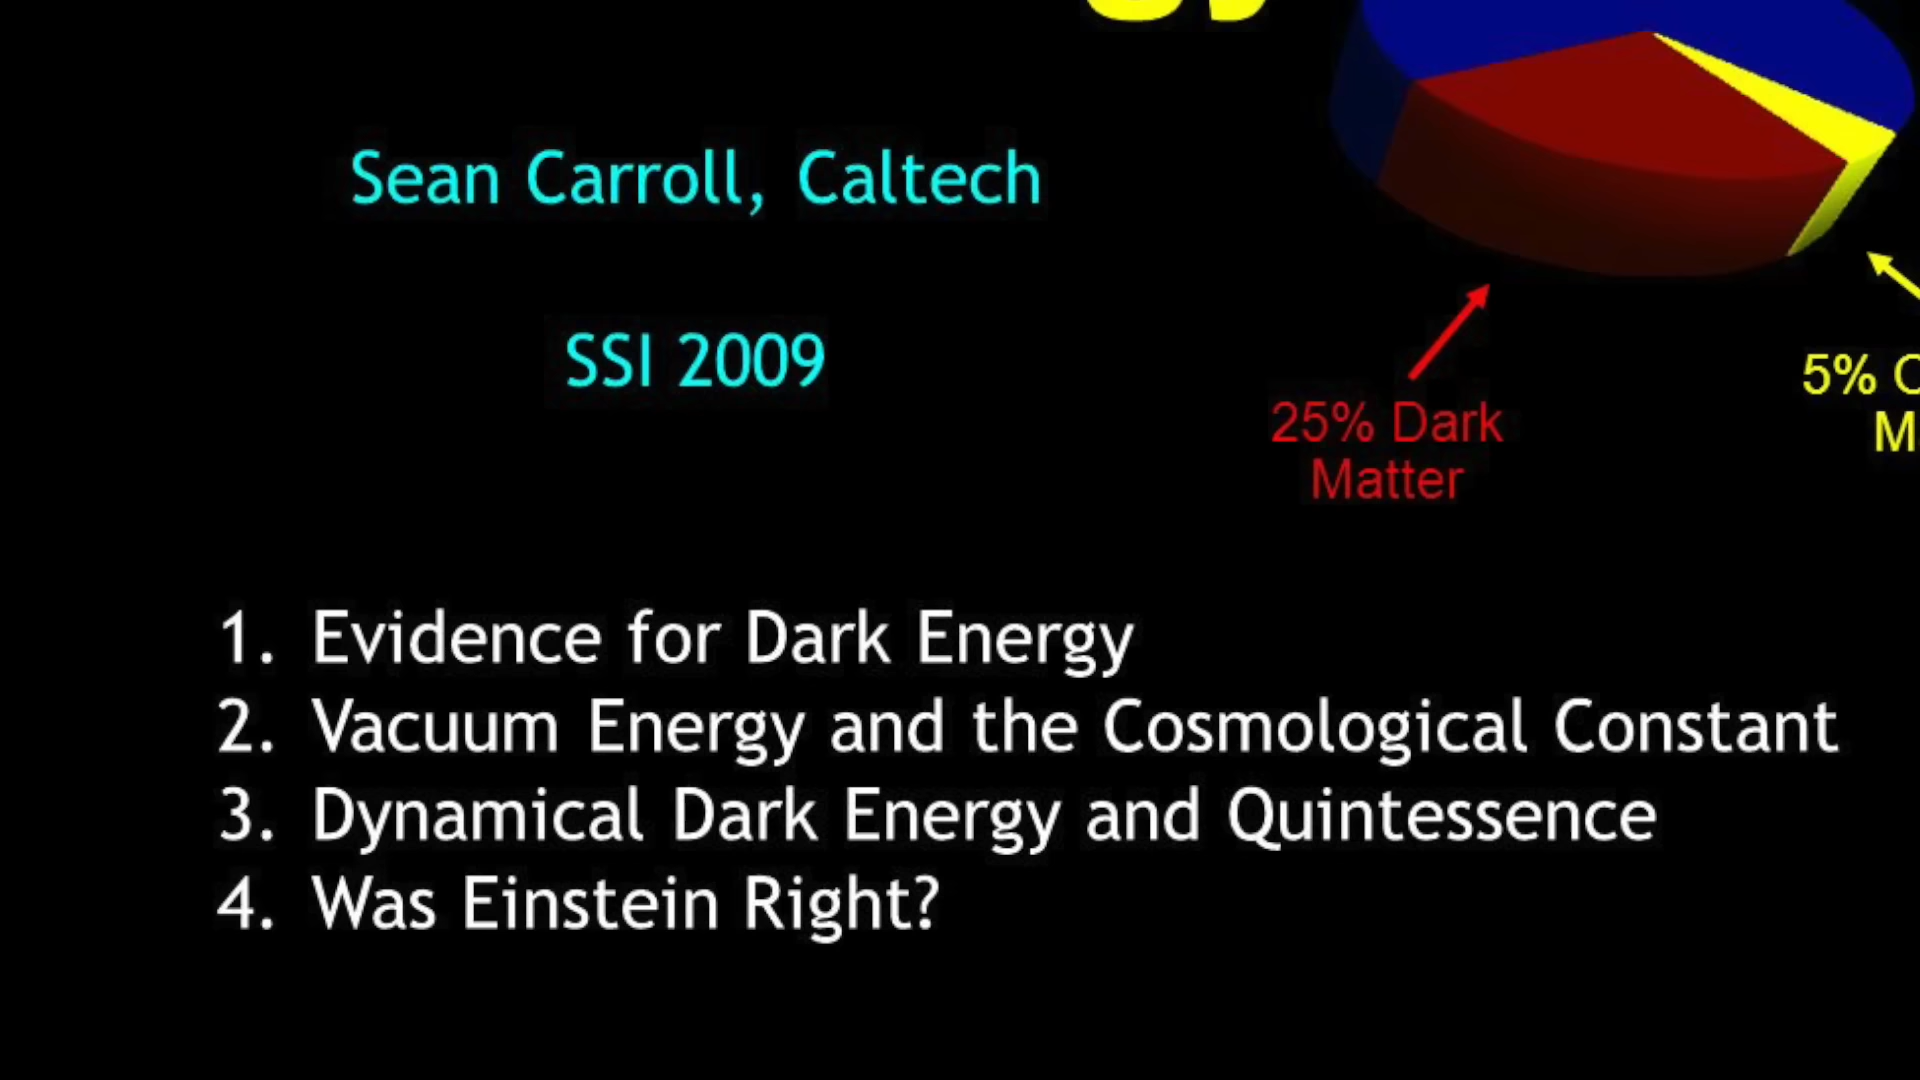 Sean Carroll, Caltech
SSI 2009
25% Dark
Matter
5%
1. Evidence for Dark Energy
2. Vacuum Energy and the Cosmological Constant
3. Dynamical Dark Energy and Quintessence
4. Was Einstein Right?